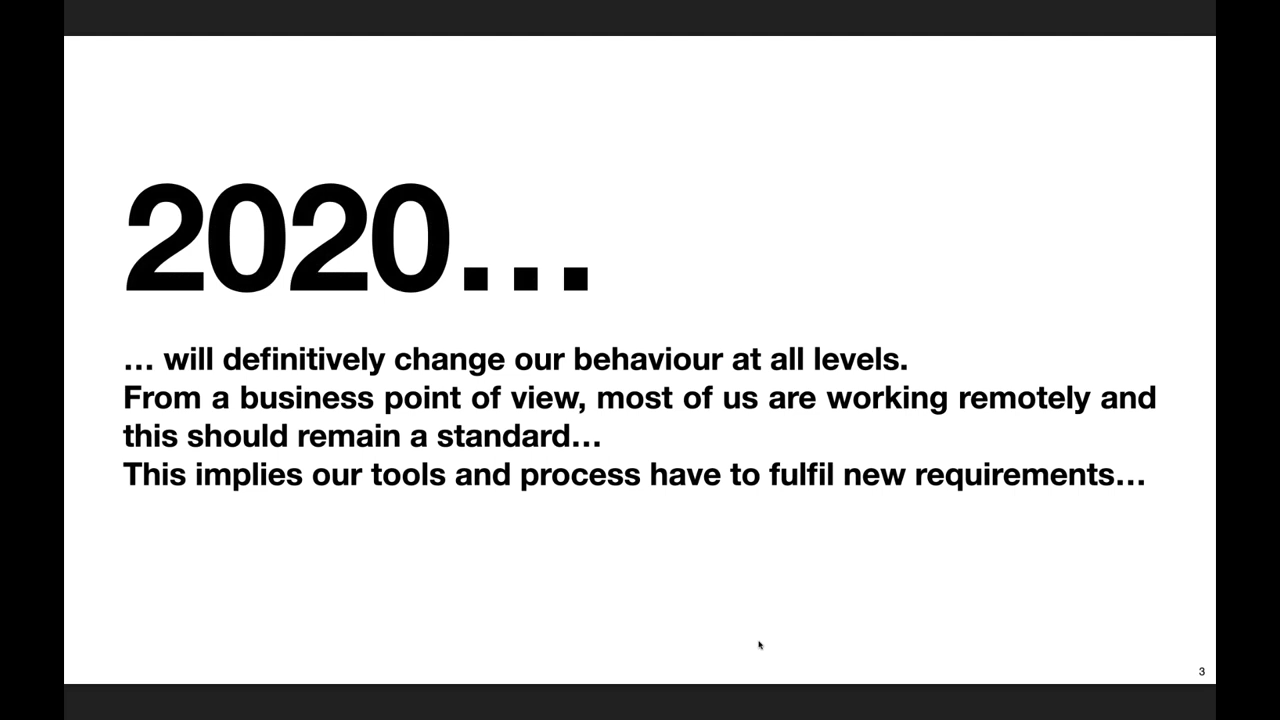 2020…
… will definitively change our behaviour at all levels.
From a business point of view, most of us are working remotely and
this should remain a standard…
This implies our tools and process have to fulfil new requirements…
3